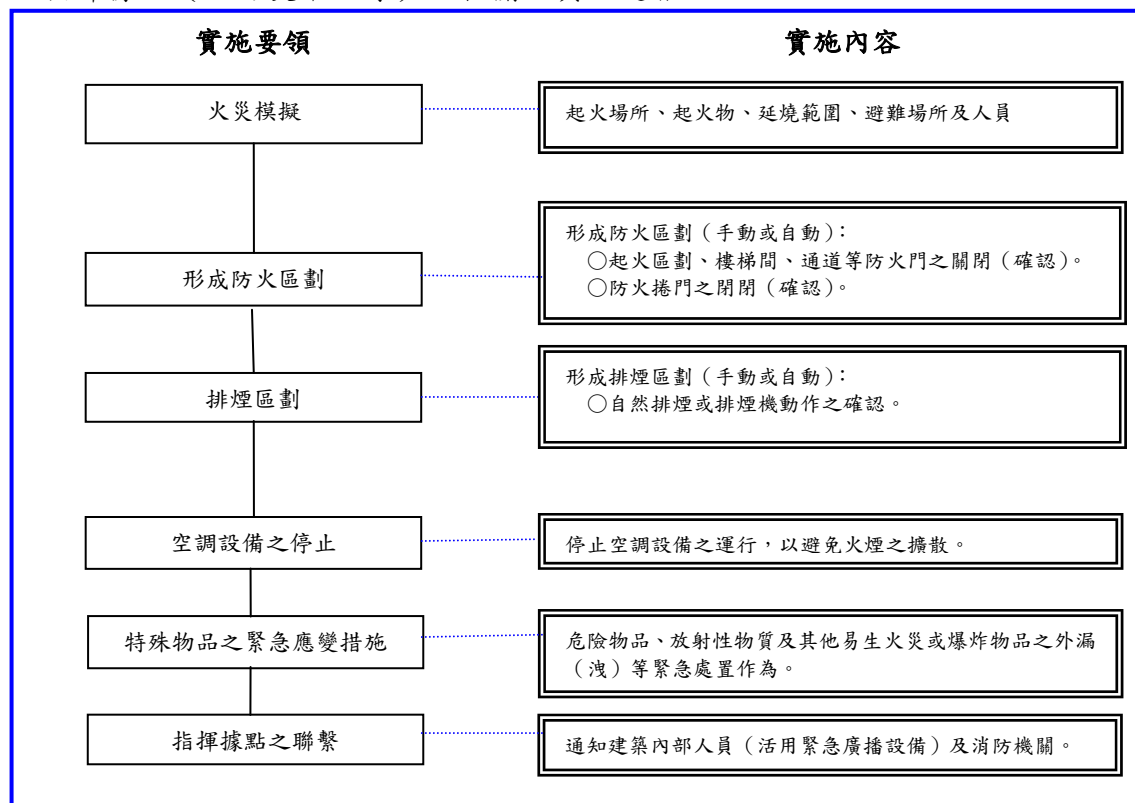 實施要領
實施內容
火災模擬
起火場所、起火物、延燒範圍、避難場所及人員
形成防火區劃
形成防火區劃（手動或自動）：
○起火區劃、樓梯間、通道等防火門之關閉（確認）。
○防火捲門之閉閉（確認）。
排煙區劃
形成排煙區劃（手動或自動）：
○自然排煙或排煙機動作之確認。
空調設備之停止
停止空調設備之運行，以避免火煙之擴散。
特殊物品之緊急應變措施
危險物品、放射性物質及其他易生火災或爆炸物品之外漏
（洩）等緊急處置作為。
指揮據點之聯繫
通知建築內部人員（活用緊急廣播設備）及消防機關。